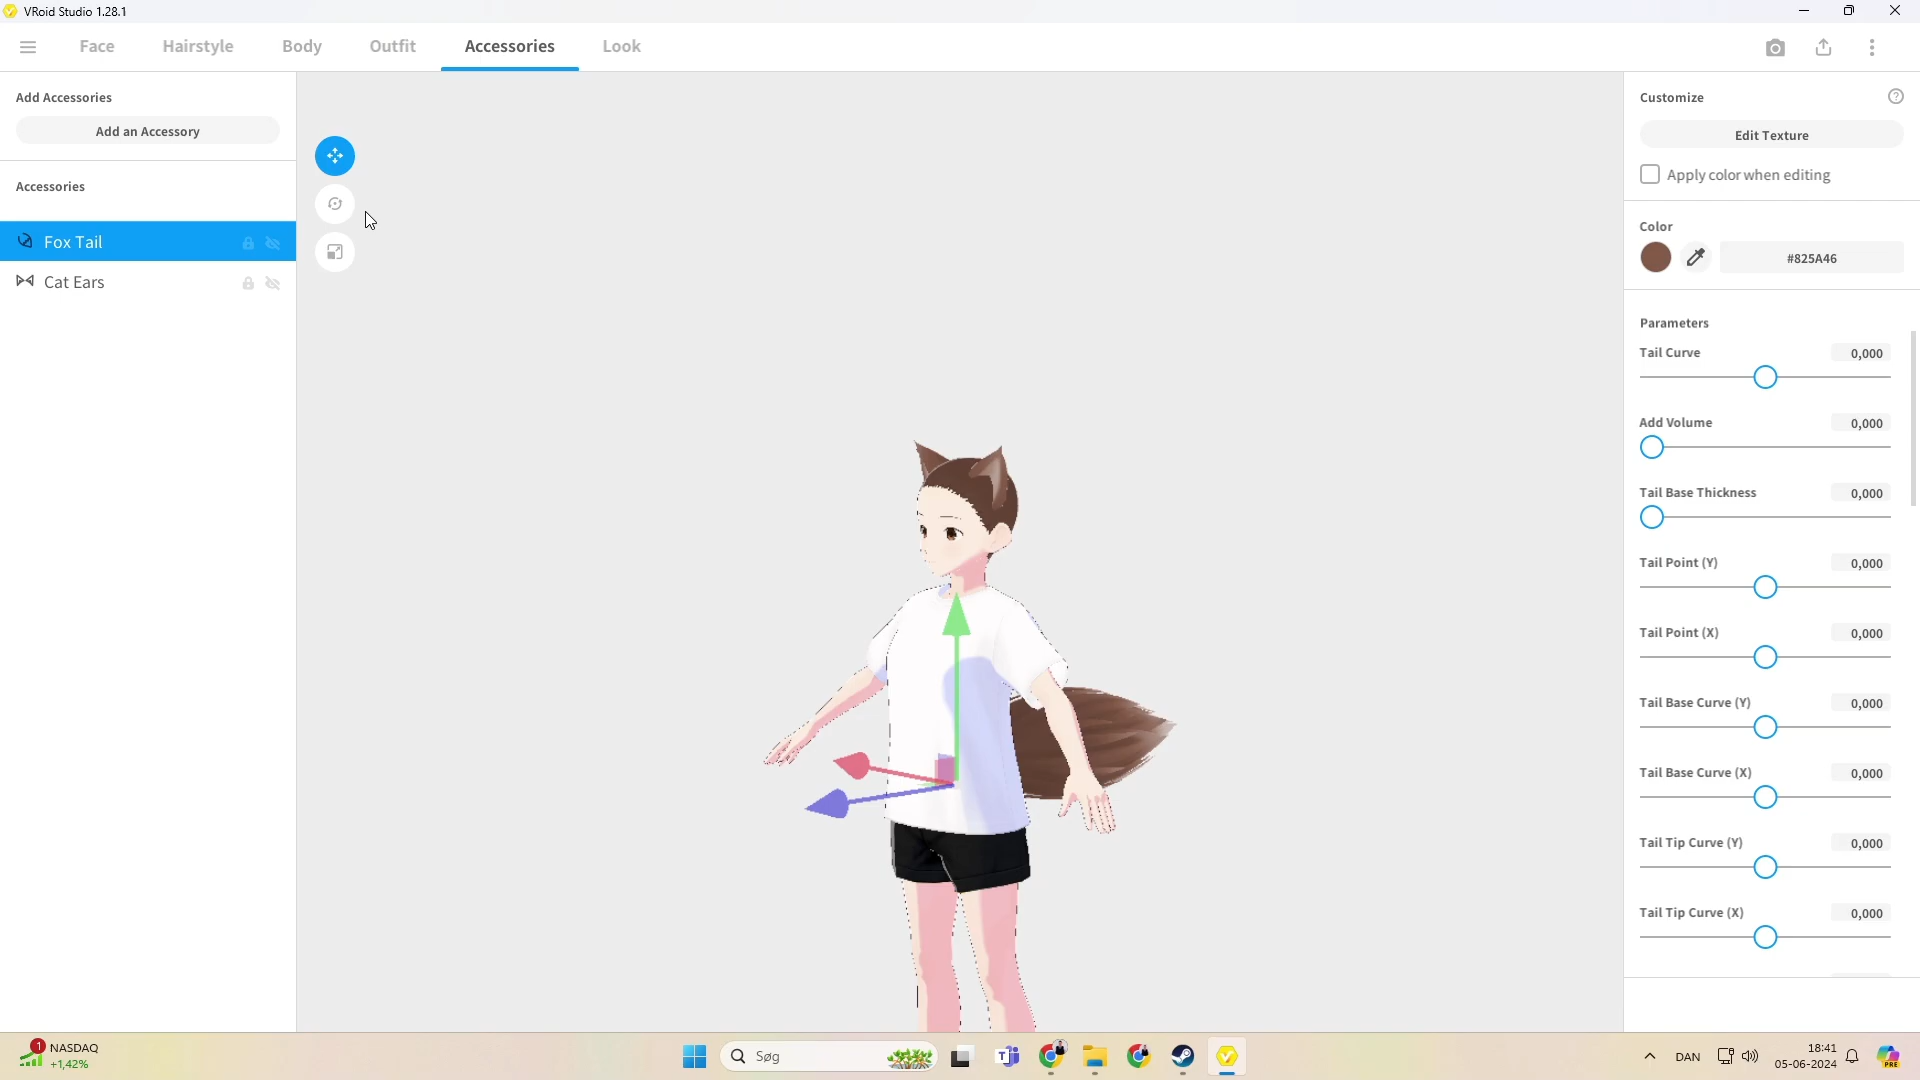 VRoid Studio 1.28.1
Face
Hairstyle
Body
Outfit
Accessories
Look
Add Accessories
Add an Accessory
Accessories
Fox Tail
Cat Ears
Customize
Edit Texture
Apply color when editing
Color
#825A46
Parameters
Tail Curve 0,000
Add Volume 0,000
Tail Base Thickness 0,000
Tail Point (Y) 0,000
Tail Point (X) 0,000
Tail Base Curve (Y) 0,000
Tail Base Curve (X) 0,000
Tail Tip Curve (Y) 0,000
Tail Tip Curve (X) 0,000
1
NASDAQ
+1,42%
Søg
DAN
18:41
05-06-2024
PRE